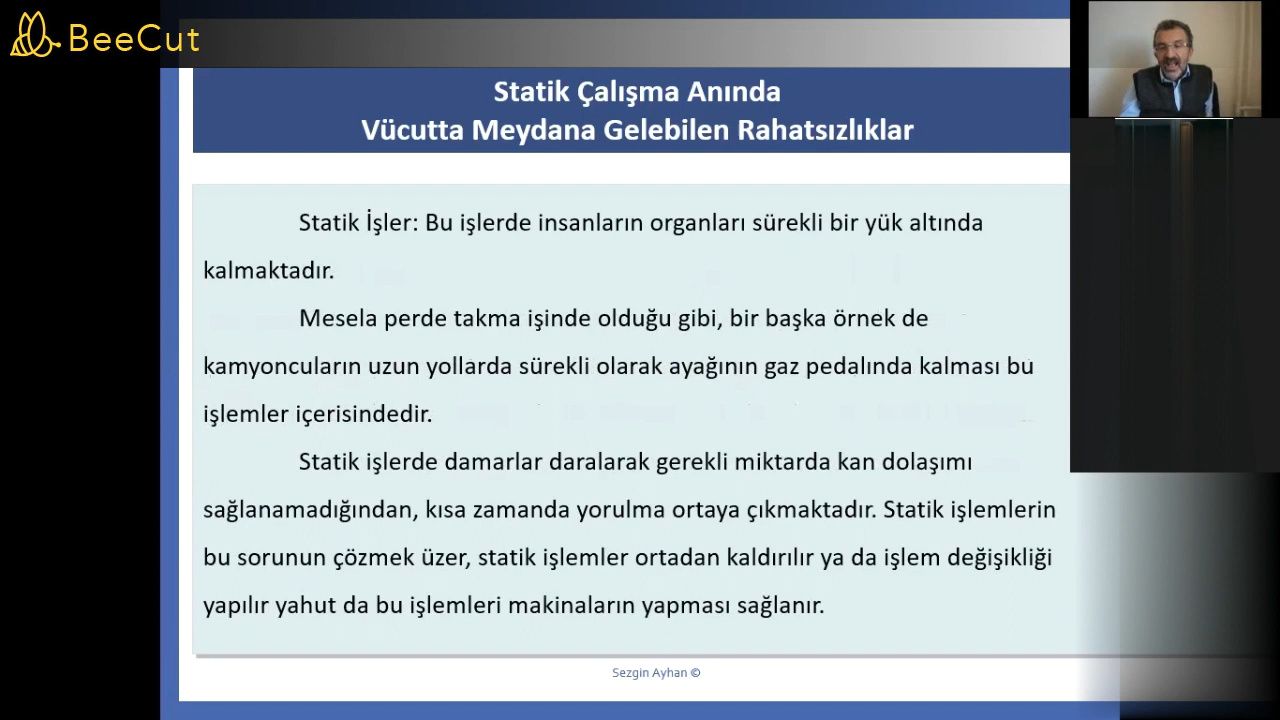 BeeCut
Statik Çalışma Anında
Vücutta Meydana Gelebilen Rahatsızlıklar
Statik İşler: Bu işlerde insanların organları sürekli bir yük altında
kalmaktadır.
Mesela perde takma işinde olduğu gibi, bir başka örnek de
kamyoncuların uzun yollarda sürekli olarak ayağının gaz pedalında kalması bu
işlemler içerisindedir.
Statik işlerde damarlar daralarak gerekli miktarda kan dolaşımı
sağlanamadığından, kısa zamanda yorulma ortaya çıkmaktadır. Statik işlemlerin
bu sorunun çözmek üzer, statik işlemler ortadan kaldırılır ya da işlem değişikliği
yapılır yahut da bu işlemleri makinaların yapması sağlanır.
Sezgin Ayhan ©